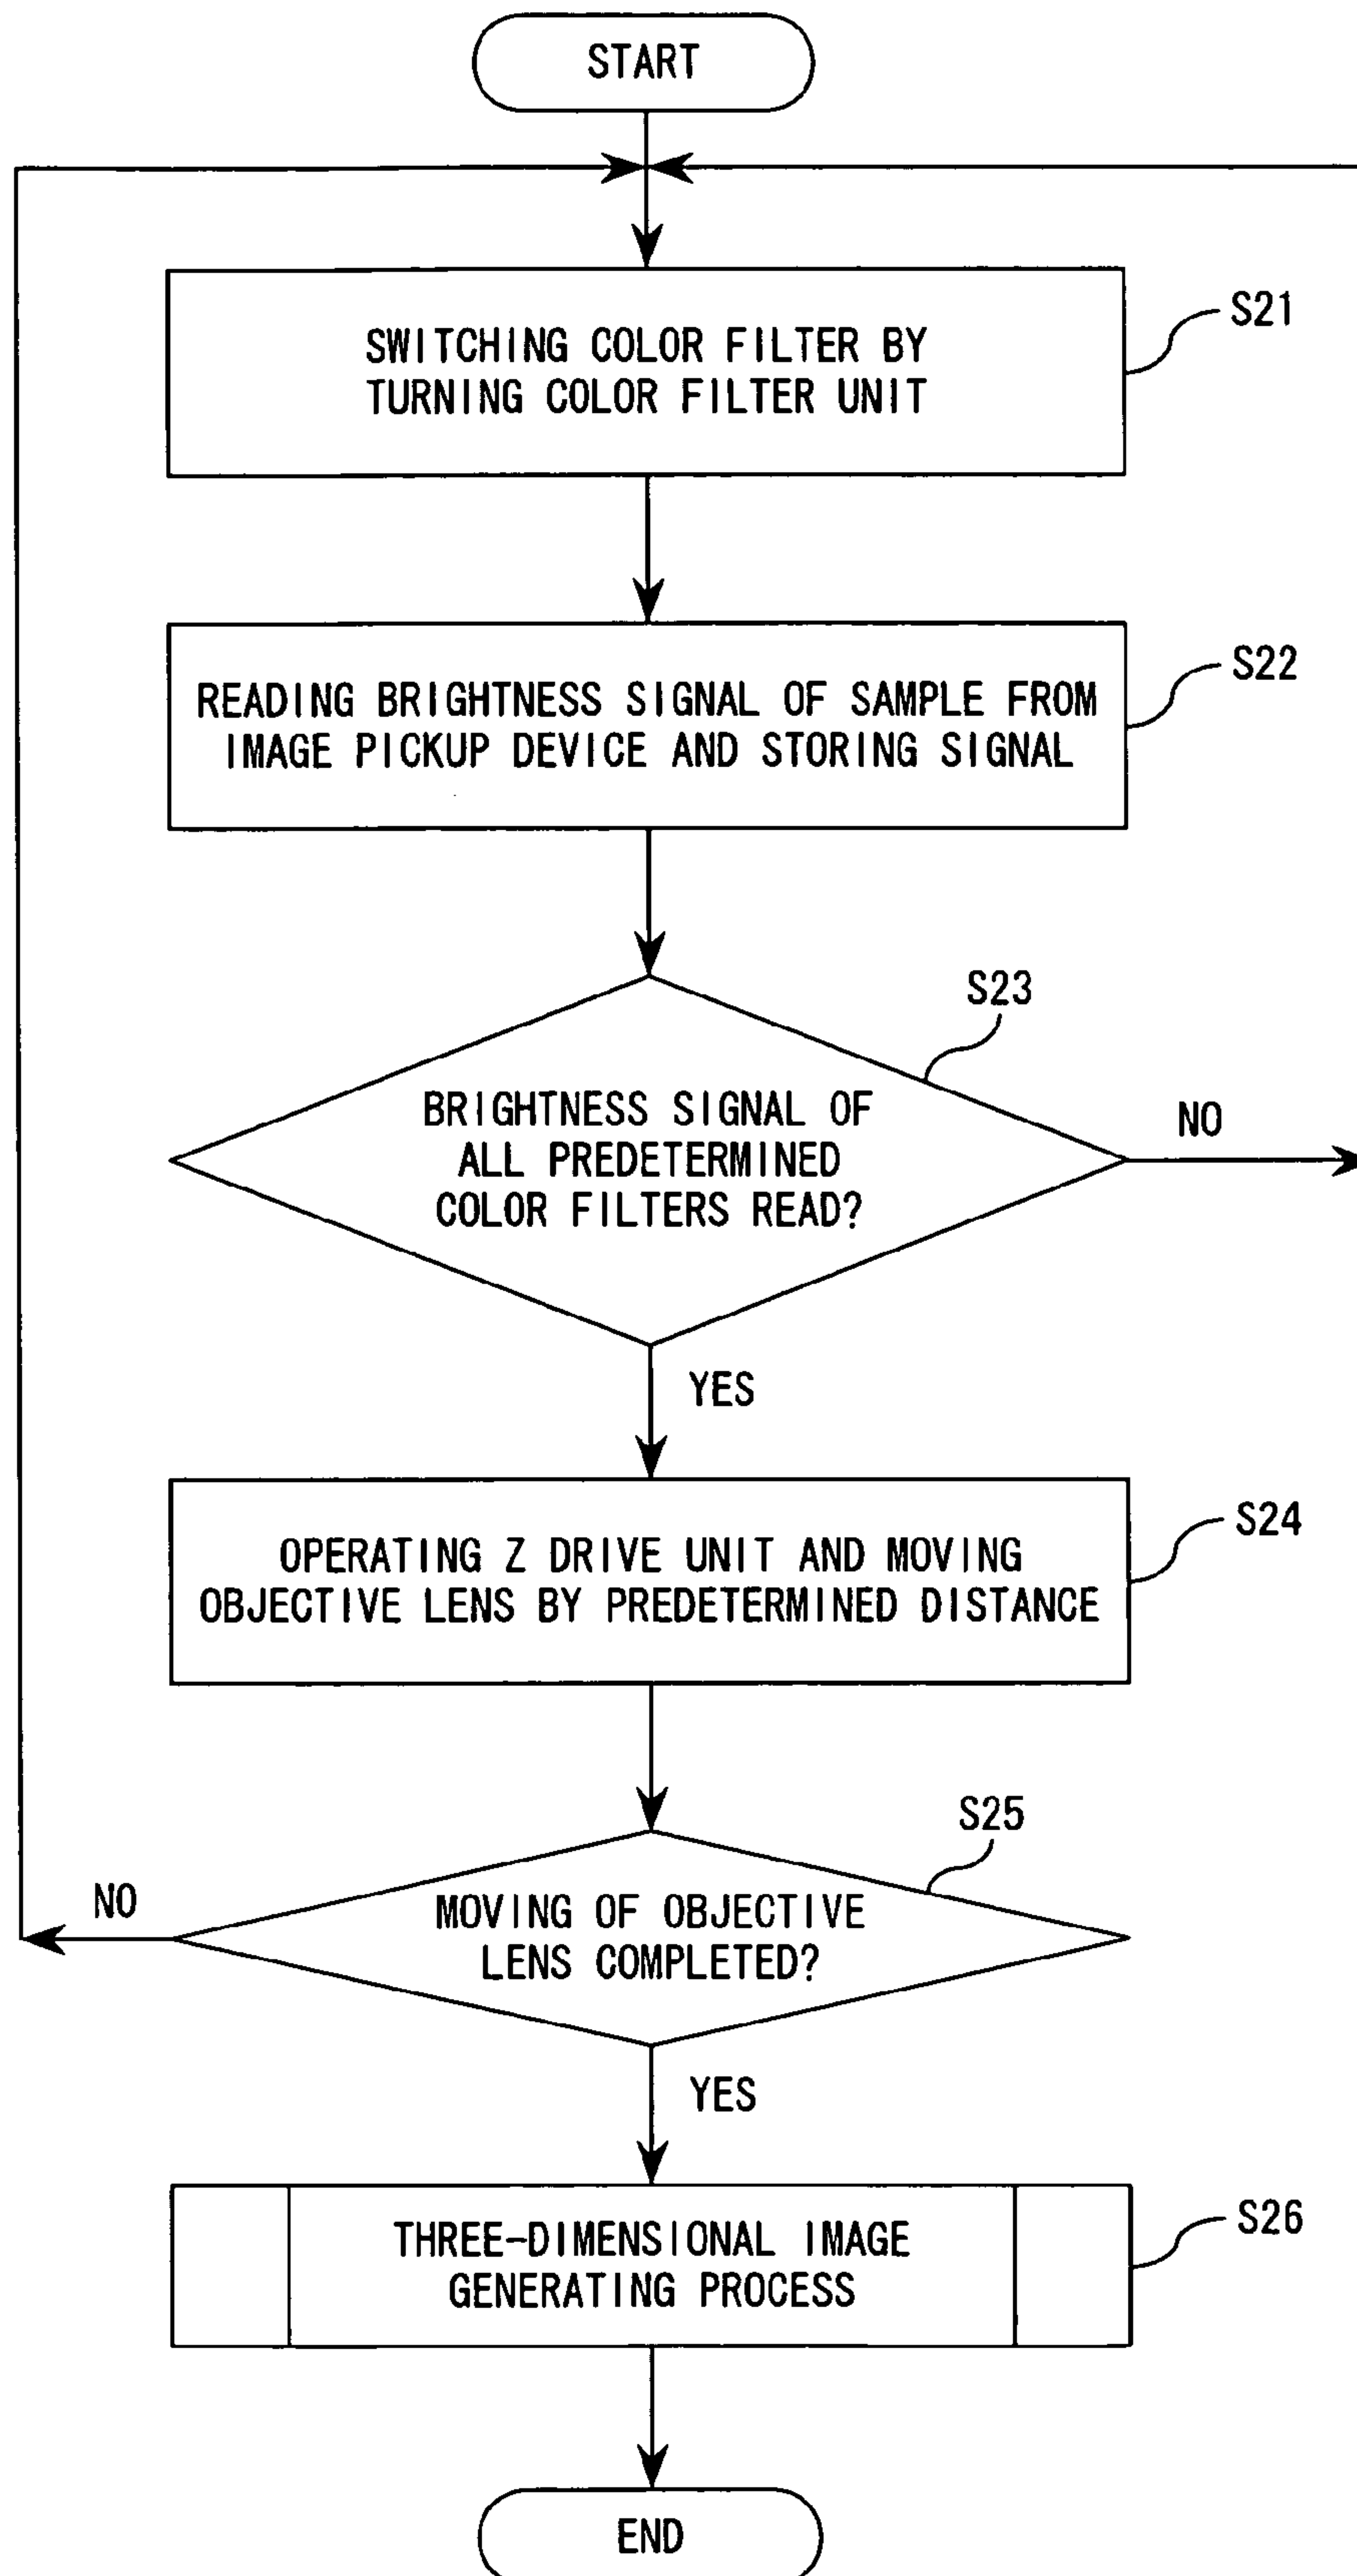 START
S21
SWITCHING COLOR FILTER BY
TURNING COLOR FILTER UNIT
S22
READING BRIGHTNESS SIGNAL OF SAMPLE FROM
IMAGE PICKUP DEVICE AND STORING SIGNAL
S23
BRIGHTNESS SIGNAL OF
ALL PREDETERMINED
COLOR FILTERS READ?
NO
YES
S24
OPERATING Z DRIVE UNIT AND MOVING
OBJECTIVE LENS BY PREDETERMINED DISTANCE
S25
NO
MOVING OF OBJECTIVE
LENS COMPLETED?
YES
S26
THREE-DIMENSIONAL IMAGE
GENERATING PROCESS
END